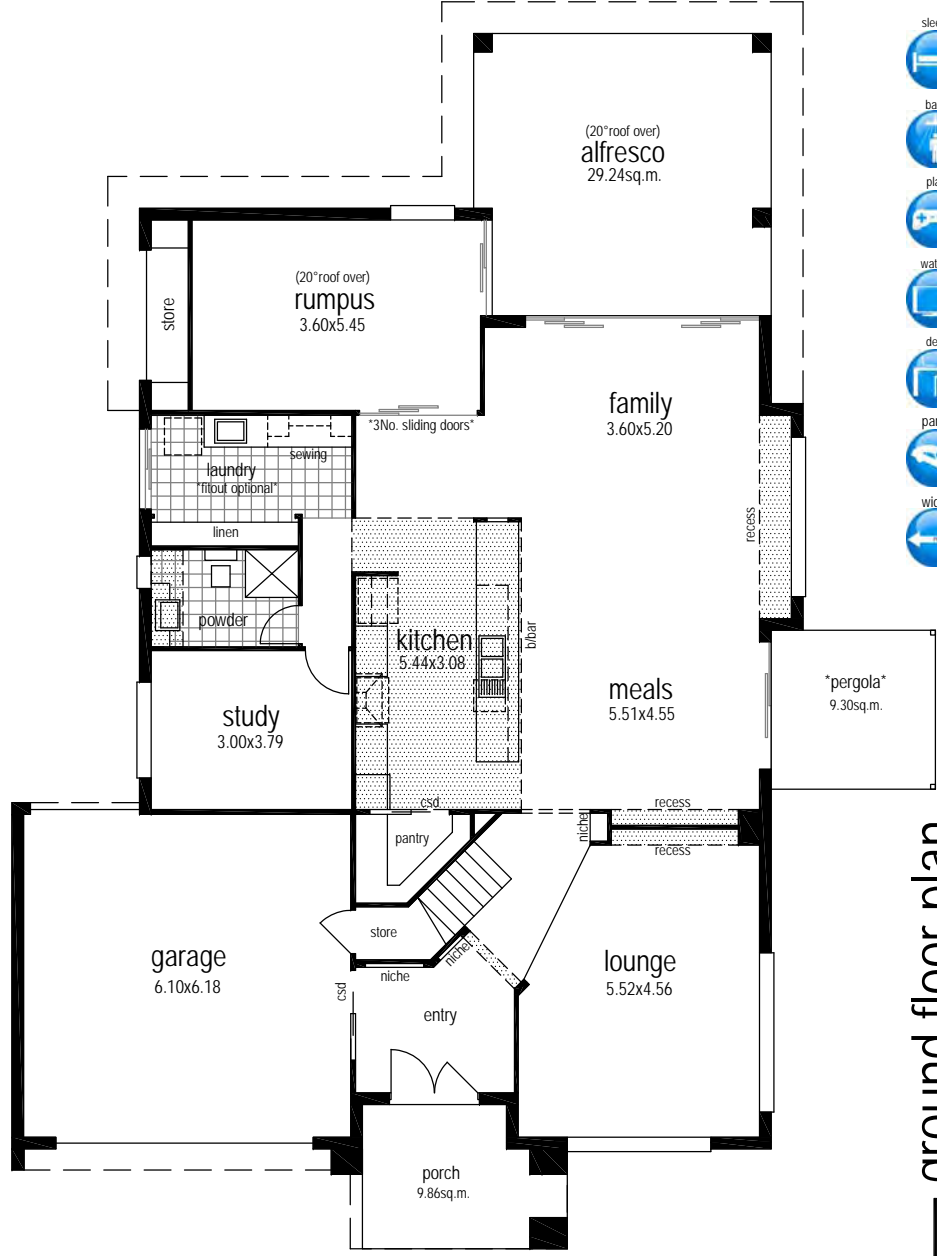 (20°roof over)
alfresco
29.24sq.m.
(20°roof over)
rumpus
3.60x5.45
store
family
3.60x5.20
*3No. sliding doors*
sewing
laundry
*fitout optional*
linen
recess
powder
kitchen
5.44x3.08
b/bar
meals
5.51x4.55
*pergola*
9.30sq.m.
study
3.00x3.79
csd
recess
niche
pantry
recess
store
niche
niche
garage
6.10x6.18
csd
lounge
5.52x4.56
entry
porch
9.86sq.m.
ground floor plan